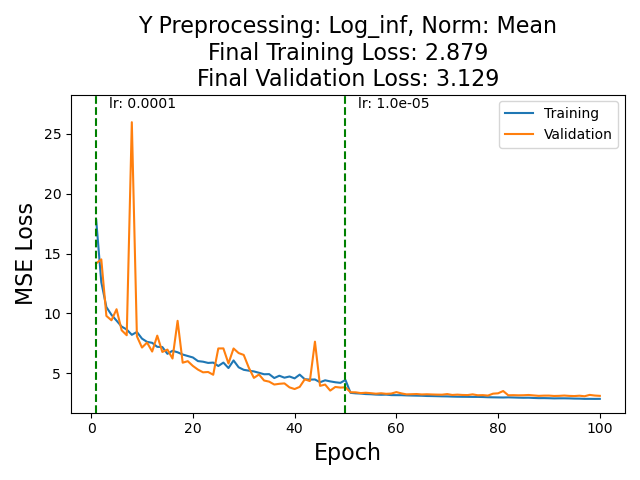 Y Preprocessing: Log_inf, Norm: Mean
Final Training Loss: 2.879
Final Validation Loss: 3.129
lr: 0.0001
lr: 1.0e-05
Training
Validation
MSE Loss
25
20
15
10
5
0
20
40
60
80
100
Epoch